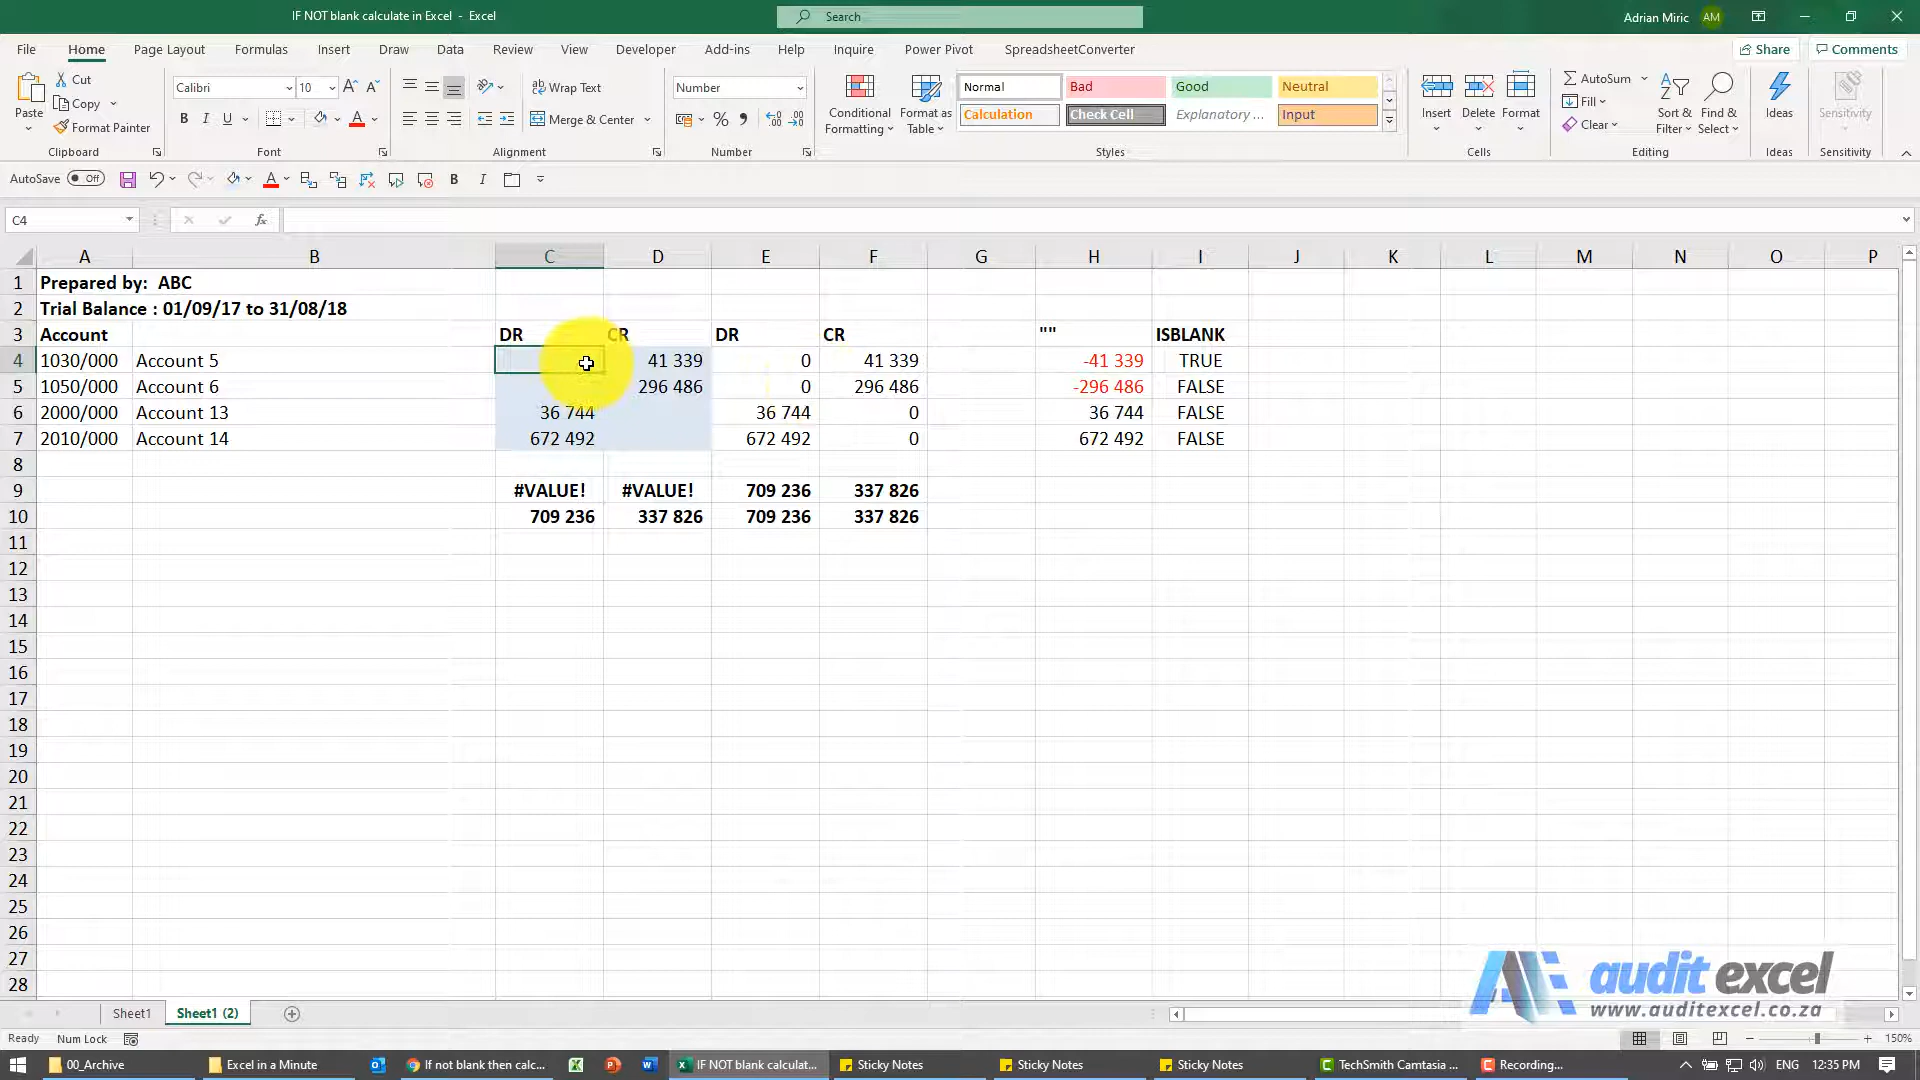 IF NOT blank calculate in Excel - Excel
Search
Adrian Miric AM
File Home Page Layout Formulas Insert Draw Data Review View Developer Add-ins Help Inquire Power Pivot SpreadsheetConverter Share Comments
Paste
Cut
Copy
Format Painter
Clipboard
Calibri 10
B I U
Font
Wrap Text
Merge & Center
Alignment
Number
%
Number
Conditional Formatting
Format as Table
Normal Bad Good Neutral
Calculation Check Cell Explanatory ... Input
Styles
Insert Delete Format
Cells
AutoSum
Fill
Clear
Sort & Filter
Find & Select
Editing
Ideas
Ideas
Sensitivity
Sensitivity
AutoSave Off
B I
C4
fx
A B C D E F G H I J K L M N O P
1 Prepared by: ABC
2 Trial Balance : 01/09/17 to 31/08/18
3 Account DR CR DR CR "" ISBLANK
4 1030/000 Account 5 41 339 0 41 339 -41 339 TRUE
5 1050/000 Account 6 296 486 0 296 486 -296 486 FALSE
6 2000/000 Account 13 36 744 36 744 0 36 744 FALSE
7 2010/000 Account 14 672 492 672 492 0 672 492 FALSE
8
9 #VALUE! #VALUE! 709 236 337 826
10 709 236 337 826 709 236 337 826
11
12
13
14
15
16
17
18
19
20
21
22
23
24
25
26
27
28
audit excel
www.auditexcel.co.za
Sheet1 Sheet1 (2)
Ready Num Lock 150%
00_Archive Excel in a Minute If not blank then calc... IF NOT blank calculat... Sticky Notes Sticky Notes Sticky Notes TechSmith Camtasia ... Recording... ENG 12:35 PM